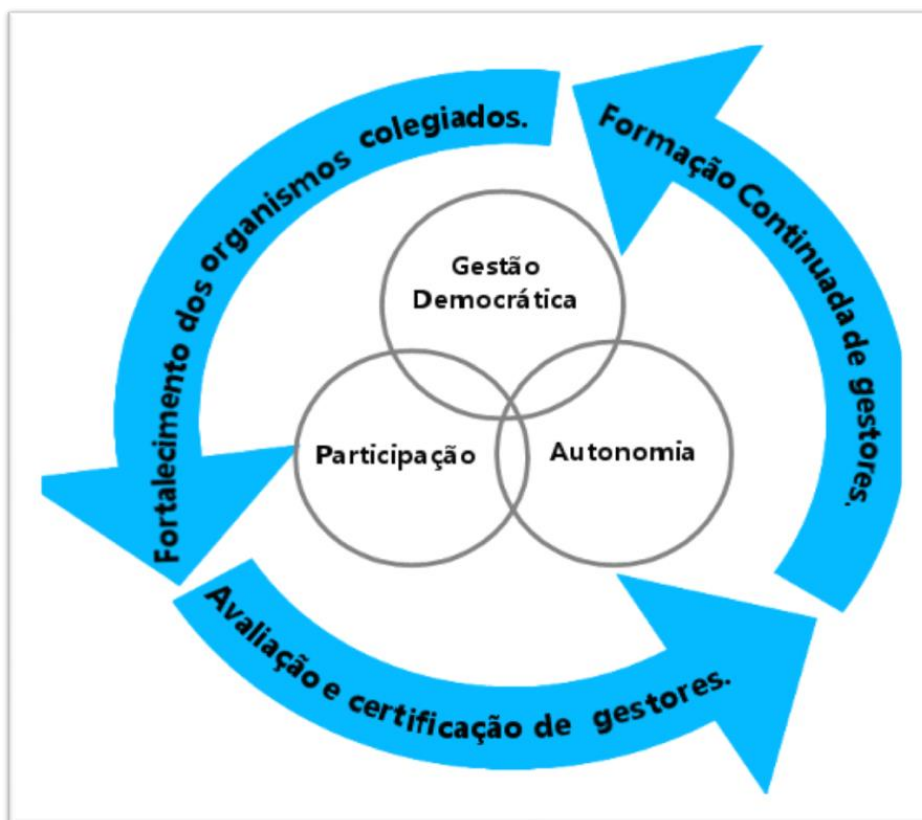 Fortalecimento dos organismos colegiados.
Formação Continuada de gestores.
Gestão
Democrática
Participação
Autonomia
Avaliação e certificação de gestores.